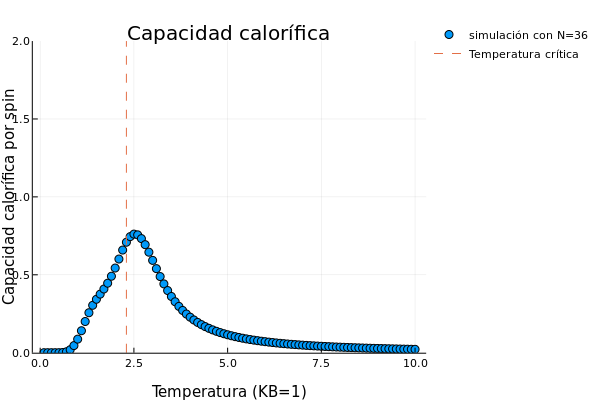 Capacidad calorífica
simulación con N=36
Temperatura crítica
Capacidad calorífica por spin
2.0
1.5
1.0
0.5
0.0
0.0 2.5 5.0 7.5 10.0
Temperatura (KB=1)